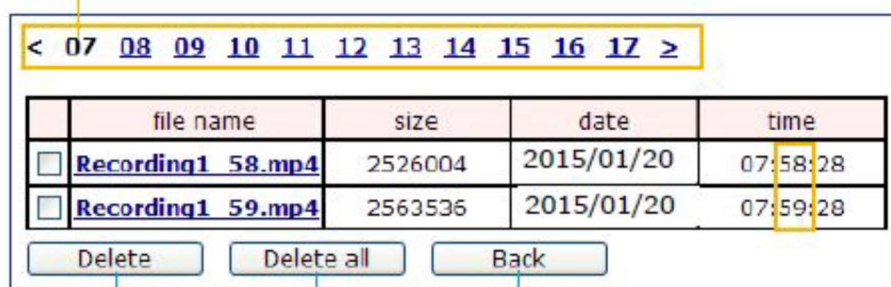 < 07 08 09 10 11 12 13 14 15 16 17 >
file name size date time
Recording1_58.mp4 2526004 2015/01/20 07:58:28
Recording1_59.mp4 2563536 2015/01/20 07:59:28
Delete Delete all Back